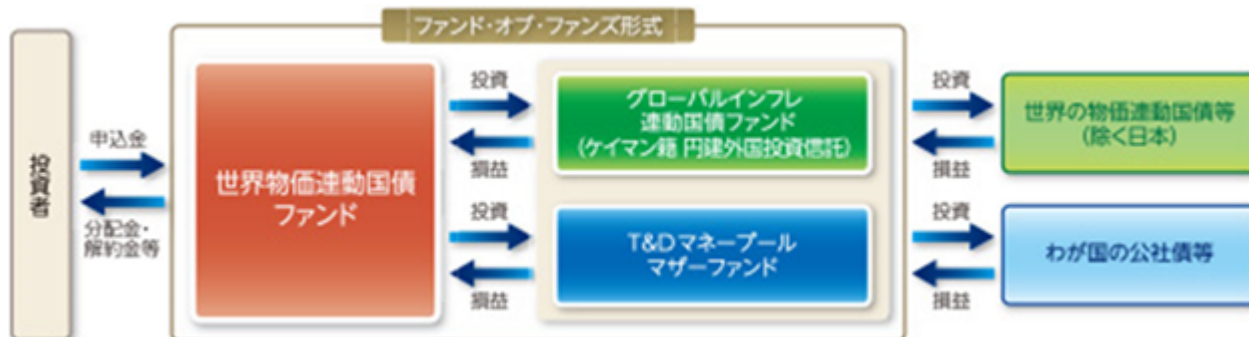 ファンド・オブ・ファンズ形式
投資者
申込金
分配金・
解約金等
世界物価連動国債
ファンド
投資
損益
グローバルインフレ
連動国債ファンド
(ケイマン籍 円建外国投資信託)
投資
損益
世界の物価連動国債等
(除く日本)
投資
損益
T&Dマネープール
マザーファンド
投資
損益
わが国の公社債等